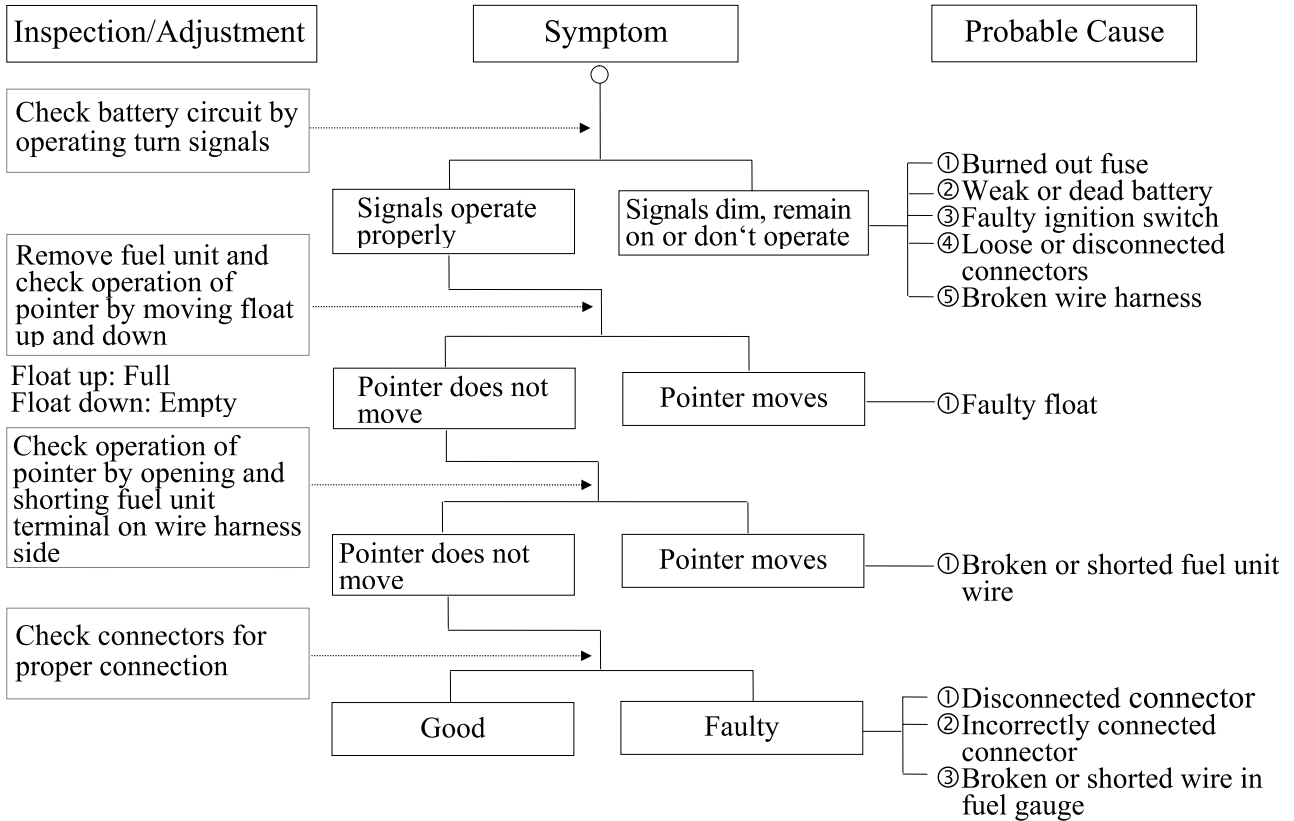 Inspection/Adjustment
Symptom
Probable Cause
Check battery circuit by
operating turn signals
Signals operate
properly
Signals dim, remain
on or don‘t operate
①Burned out fuse
②Weak or dead battery
③Faulty ignition switch
④Loose or disconnected
connectors
⑤Broken wire harness
Remove fuel unit and
check operation of
pointer by moving float
up and down
Float up: Full
Float down: Empty
Pointer does not
move
Pointer moves
①Faulty float
Check operation of
pointer by opening and
shorting fuel unit
terminal on wire harness
side
Pointer does not
move
Pointer moves
①Broken or shorted fuel unit
wire
Check connectors for
proper connection
Good
Faulty
①Disconnected connector
②Incorrectly connected
connector
③Broken or shorted wire in
fuel gauge